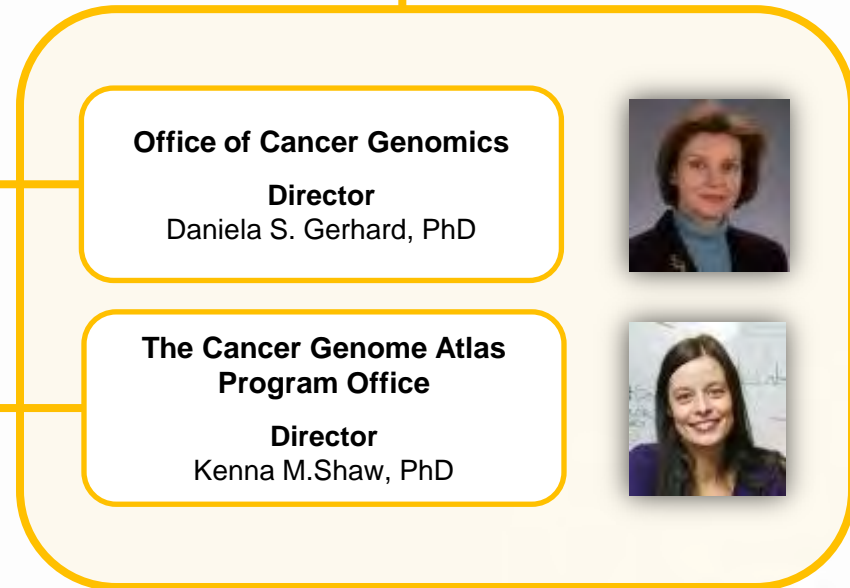 Office of Cancer Genomics
Director
Daniela S. Gerhard, PhD
The Cancer Genome Atlas
Program Office
Director
Kenna M.Shaw, PhD